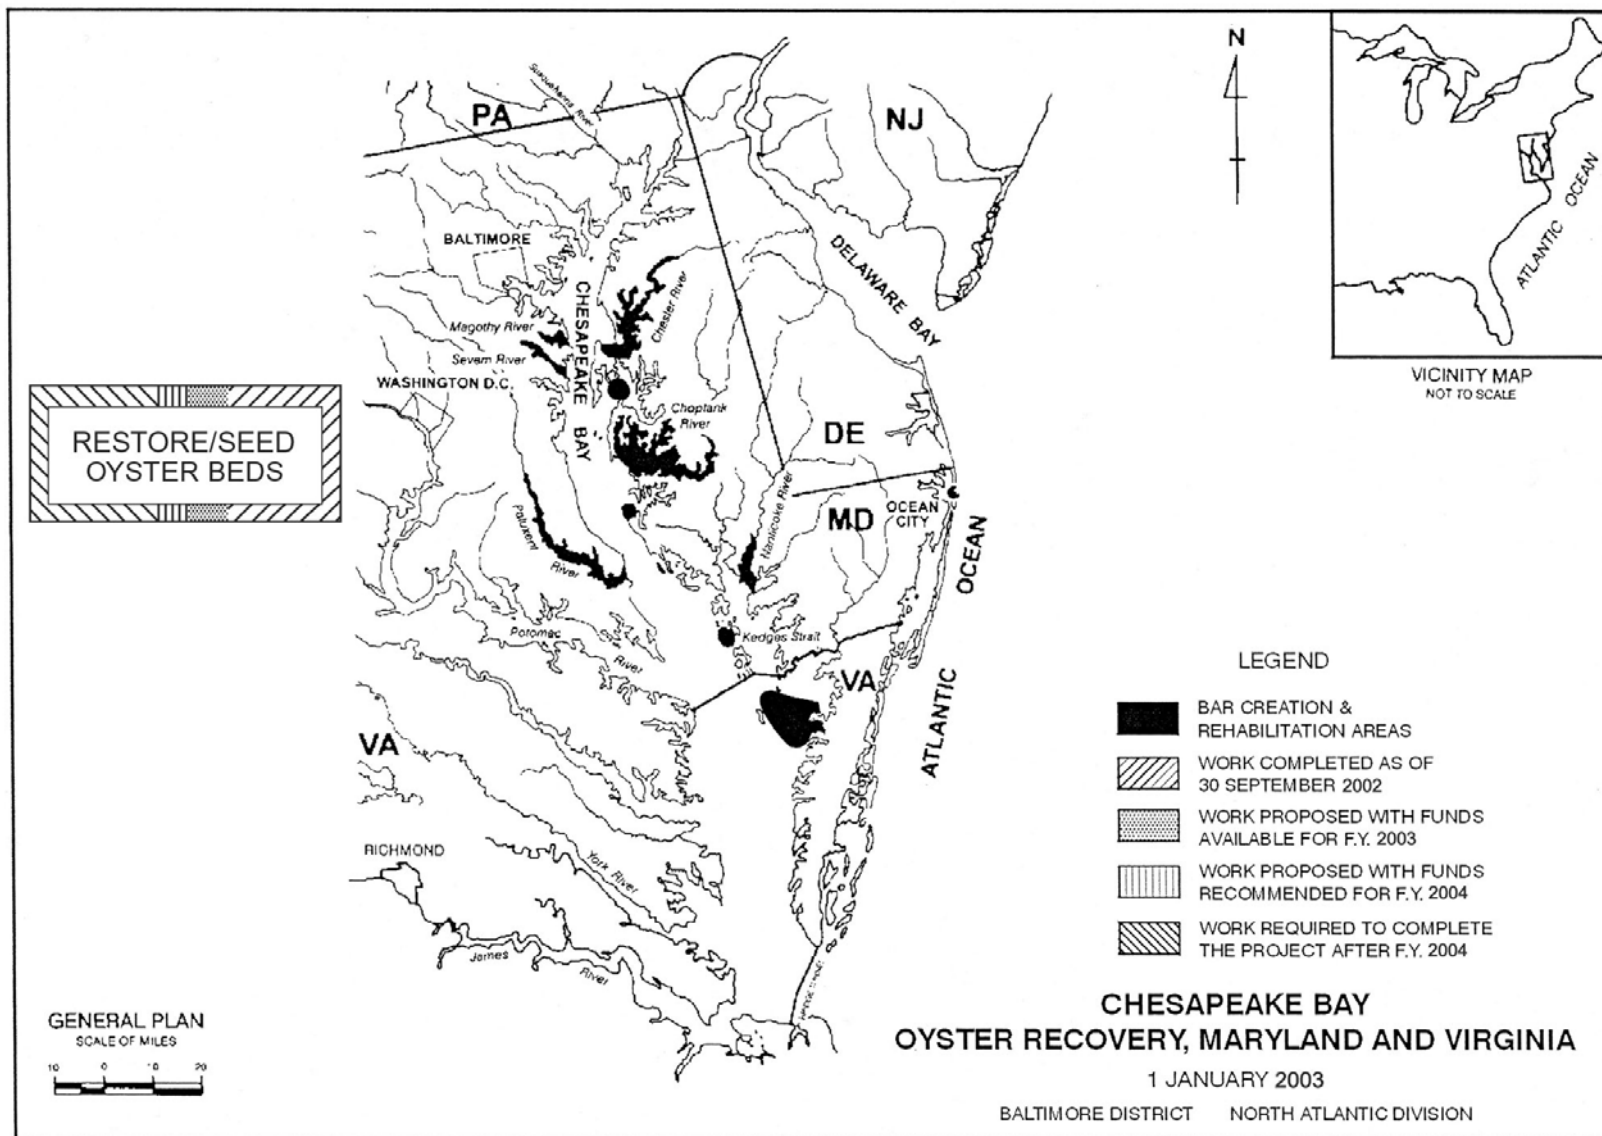 PA
Susquehanna River
NJ
N
BALTIMORE
CHESAPEAKE BAY
Chester River
DELAWARE BAY
Magothy River
Severn River
WASHINGTON D.C.
Choptank
River
DE
Nanticoke River
MD
OCEAN
CITY
Patuxent
River
Kedges Strait
Potomac
River
VA
VA
ATLANTIC OCEAN
RICHMOND
York River
James
River
RESTORE/SEED
OYSTER BEDS
ATLANTIC OCEAN
VICINITY MAP
NOT TO SCALE
LEGEND
BAR CREATION &
REHABILITATION AREAS
WORK COMPLETED AS OF
30 SEPTEMBER 2002
WORK PROPOSED WITH FUNDS
AVAILABLE FOR F.Y. 2003
WORK PROPOSED WITH FUNDS
RECOMMENDED FOR F.Y. 2004
WORK REQUIRED TO COMPLETE
THE PROJECT AFTER F.Y. 2004
GENERAL PLAN
SCALE OF MILES
10 0 10 20
CHESAPEAKE BAY
OYSTER RECOVERY, MARYLAND AND VIRGINIA
1 JANUARY 2003
BALTIMORE DISTRICT NORTH ATLANTIC DIVISION